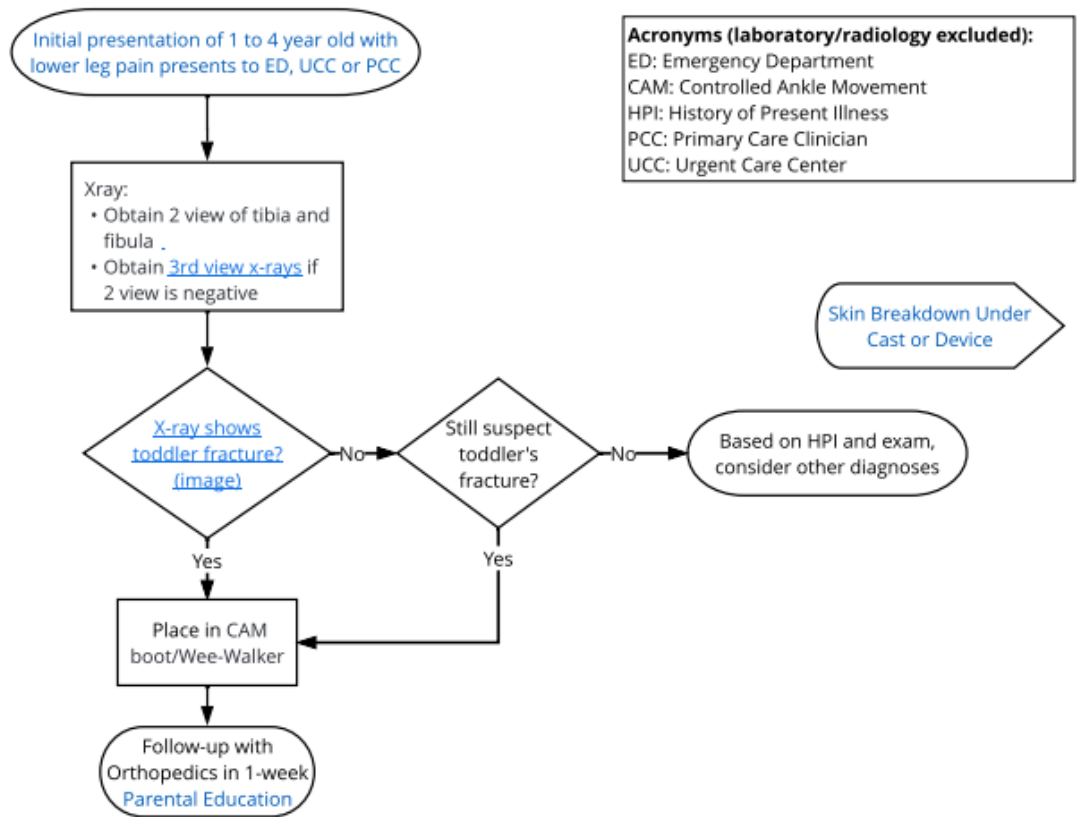 Initial presentation of 1 to 4 year old with
lower leg pain presents to ED, UCC or PCC
Acronyms (laboratory/radiology excluded):
ED: Emergency Department
CAM: Controlled Ankle Movement
HPI: History of Present Illness
PCC: Primary Care Clinician
UCC: Urgent Care Center
Xray:
• Obtain 2 view of tibia and
fibula .
• Obtain 3rd view x-rays if
2 view is negative
Skin Breakdown Under
Cast or Device
X-ray shows
toddler fracture?
(image)
No
Still suspect
toddler's
fracture?
No
Based on HPI and exam,
consider other diagnoses
Yes
Yes
Place in CAM
boot/Wee-Walker
Follow-up with
Orthopedics in 1-week
Parental Education